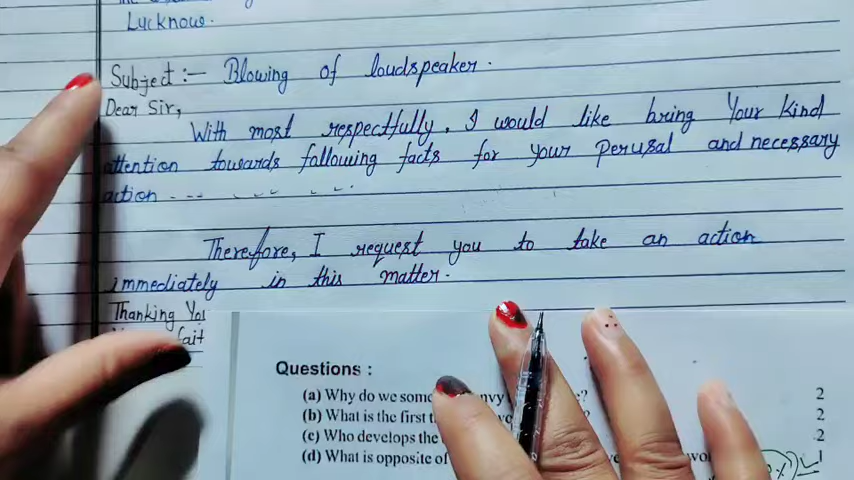 Lucknow.
Subject :- Blowing of loudspeaker.
Dear Sir,
With most respectfully, I would like bring Your Kind
attention towards following facts for your perusal and necessary
action
Therefore, I request you to take an action
immediately in this matter.
Thanking You
fait
Questions :
(a) Why do we some envy 2
(b) What is the first 2
(c) Who develops the 2
(d) What is opposite of 1